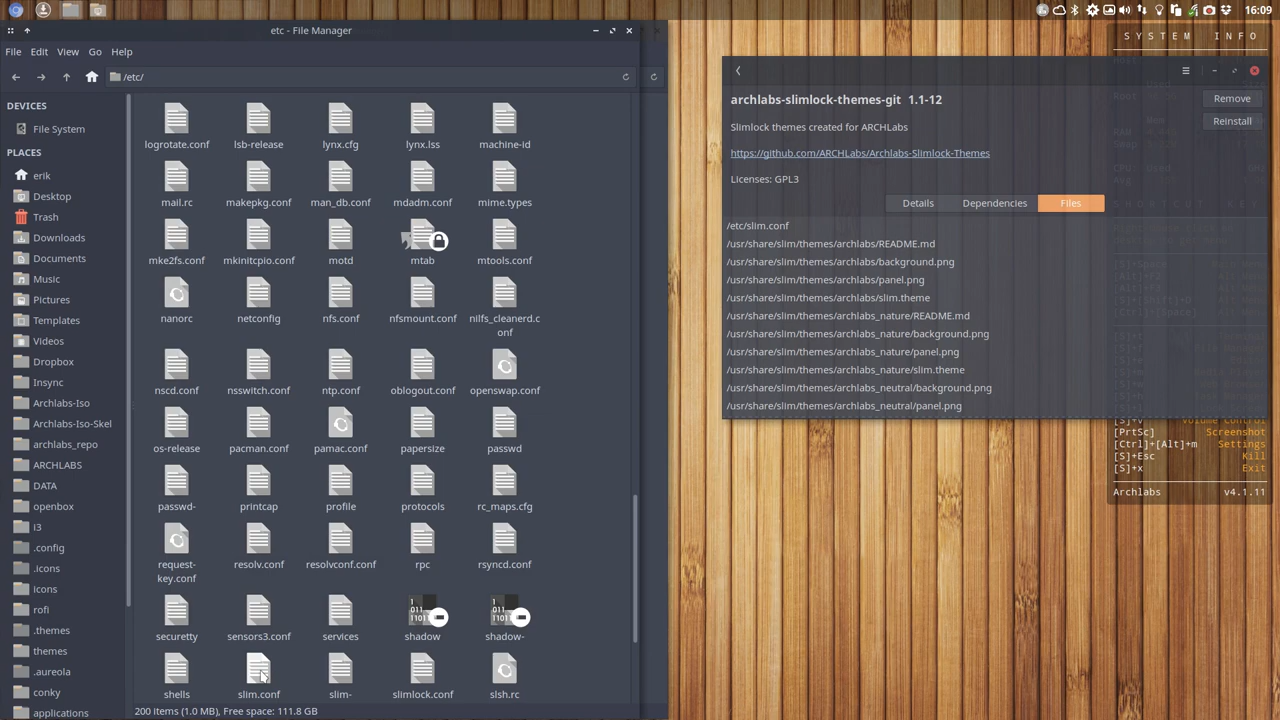 16:09
etc - File Manager
File Edit View Go Help
/etc/
DEVICES
File System
PLACES
erik
Desktop
Trash
Downloads
Documents
Music
Pictures
Templates
Videos
Dropbox
Insync
Archlabs-Iso
Archlabs-Iso-Skel
archlabs_repo
ARCHLABS
DATA
openbox
i3
.config
.icons
icons
rofi
.themes
themes
.aureola
conky
applications
logrotate.conf lsb-release lynx.cfg lynx.lss machine-id
mail.rc makepkg.conf man_db.conf mdadm.conf mime.types
mke2fs.conf mkinitcpio.conf motd mtab mtools.conf
nanorc netconfig nfs.conf nfsmount.conf nilfs_cleanerd.c
onf
nscd.conf nsswitch.conf ntp.conf oblogout.conf openswap.conf
os-release pacman.conf pamac.conf papersize passwd
passwd- printcap profile protocols rc_maps.cfg
request-
key.conf
resolv.conf resolvconf.conf rpc rsyncd.conf
securetty sensors3.conf services shadow shadow-
shells slim.conf slim- slimlock.conf slsh.rc
200 items (1.0 MB), Free space: 111.8 GB
archlabs-slimlock-themes-git 1.1-12
Remove
Slimlock themes created for ARCHLabs
Reinstall
https://github.com/ARCHLabs/Archlabs-Slimlock-Themes
Licenses: GPL3
Details Dependencies Files
/etc/slim.conf
/usr/share/slim/themes/archlabs/README.md
/usr/share/slim/themes/archlabs/background.png
/usr/share/slim/themes/archlabs/panel.png
/usr/share/slim/themes/archlabs/slim.theme
/usr/share/slim/themes/archlabs_nature/README.md
/usr/share/slim/themes/archlabs_nature/background.png
/usr/share/slim/themes/archlabs_nature/panel.png
/usr/share/slim/themes/archlabs_nature/slim.theme
/usr/share/slim/themes/archlabs_neutral/background.png
/usr/share/slim/themes/archlabs_neutral/panel.png
SYSTEM INFO
[S]+v Volume Control
[PrtSc] Screenshot
[Ctrl]+[Alt]+m Settings
[S]+Esc Kill
[S]+x Exit
Archlabs v4.1.11